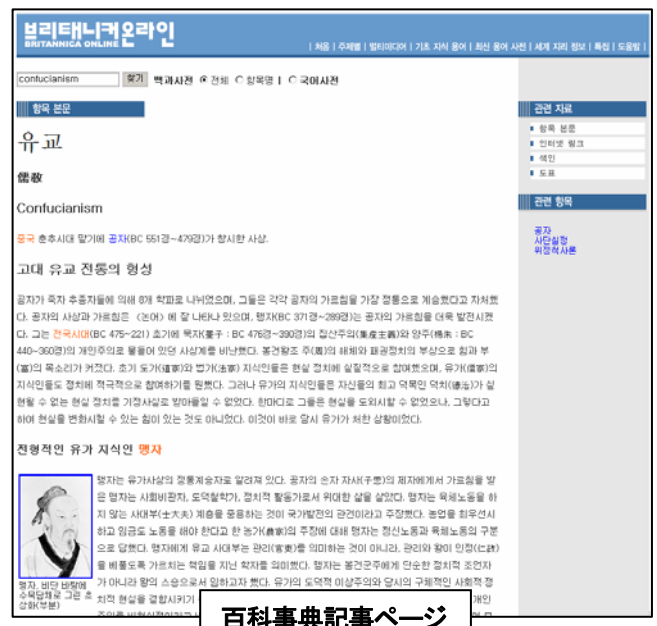 브리태니커온라인
BRITANNICA ONLINE
| 처음 | 주제별 | 멀티미디어 | 기초 지식 용어 | 최신 용어 사전 | 세계 지리 정보 | 특집 | 도움말 |
confucianism 찾기 백과사전 전체 항목명 | 국어사전
항목 본문
유교
儒敎
Confucianism
중국 춘추시대 말기에 공자(BC 551경~479경)가 창시한 사상.
고대 유교 전통의 형성
공자가 죽자 추종자들에 의해 8개 학파로 나뉘었으며, 그들은 각각 공자의 가르침을 가장 정통으로 계승했다고 자처했
다. 공자의 사상과 가르침은 〈논어〉에 잘 나타나 있으며, 맹자(BC 371경~289경)는 공자의 가르침을 더욱 발전시켰
다. 그는 전국시대(BC 475~221) 초기에 묵자(墨子 : BC 476경~390경)의 집산주의(集産主義)와 양주(楊朱 : BC
440~360경)의 개인주의로 물들어 있던 사상계를 비난했다. 봉건왕조 주(周)의 해체와 패권정치의 부상으로 힘과 부
(富)의 목소리가 커졌다. 초기 도가(道家)와 법가(法家) 지식인들은 현실 정치에 실질적으로 참여했으며, 유가(儒家)의
지식인들도 정치에 적극적으로 참여하기를 원했다. 그러나 유가의 지식인들은 자신들의 최고 덕목인 덕치(德治)가 실
현될 수 없는 현실 정치를 기정사실로 받아들일 수 없었다. 한마디로 그들은 현실을 도외시할 수 없었으나, 그렇다고
하여 현실을 변화시킬 수 있는 힘이 있는 것도 아니었다. 이것이 바로 당시 유가가 처한 상황이었다.
전형적인 유가 지식인 맹자
맹자는 유가사상의 정통계승자로 알려져 있다. 공자의 손자 자사(子思)의 제자에게서 가르침을 받
은 맹자는 사회비판자, 도덕철학가, 정치적 활동가로서 위대한 삶을 살았다. 맹자는 육체노동을 하
지 않는 사대부(士大夫) 계층을 중용하는 것이 국가발전의 관건이라고 주장했다. 농업을 최우선시
하고 임금도 노동을 해야 한다고 한 농가(農家)의 주장에 대해 맹자는 정신노동과 육체노동의 구분
으로 답했다. 맹자에게 유교 사대부는 관리(官吏)를 의미하는 것이 아니라, 관리와 왕이 인정(仁政)
을 베풀도록 가르치는 책임을 지닌 학자를 의미했다. 맹자는 봉건군주에게 단순한 정치적 조언자
가 아니라 왕의 스승으로서 임하고자 했다. 유가의 도덕적 이상주의와 당시의 구체적인 사회적 정
치적 현실을 결합시키기 개인
맹자, 비단 바탕에
수묵담채로 그린 초
상화(부분)
관련 자료
항목 본문
인터넷 링크
색인
도표
관련 항목
공자
사단칠정
위정척사론
百科事典記事ページ